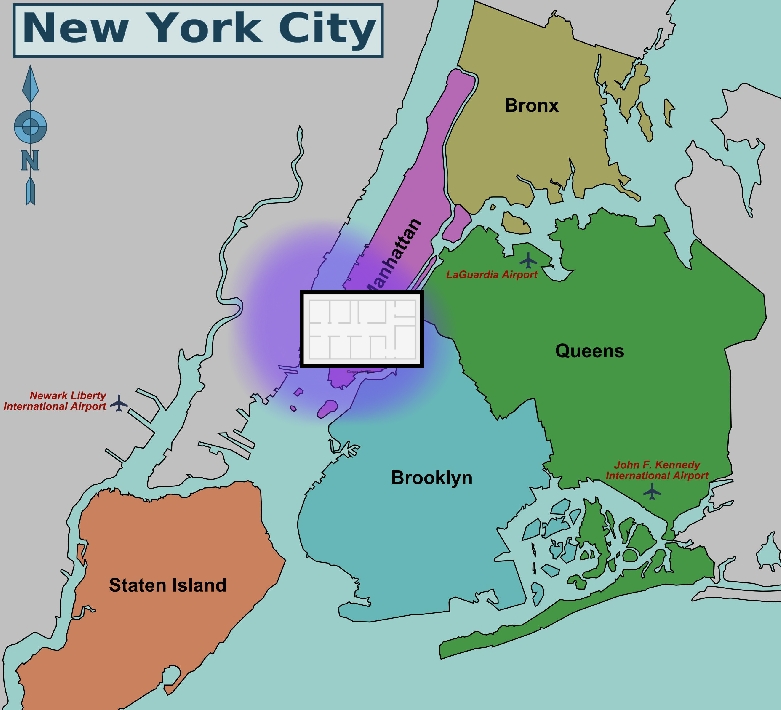 New York City
N
Bronx
Manhattan
LaGuardia Airport
Queens
Newark Liberty
International Airport
Brooklyn
John F. Kennedy
International Airport
Staten Island